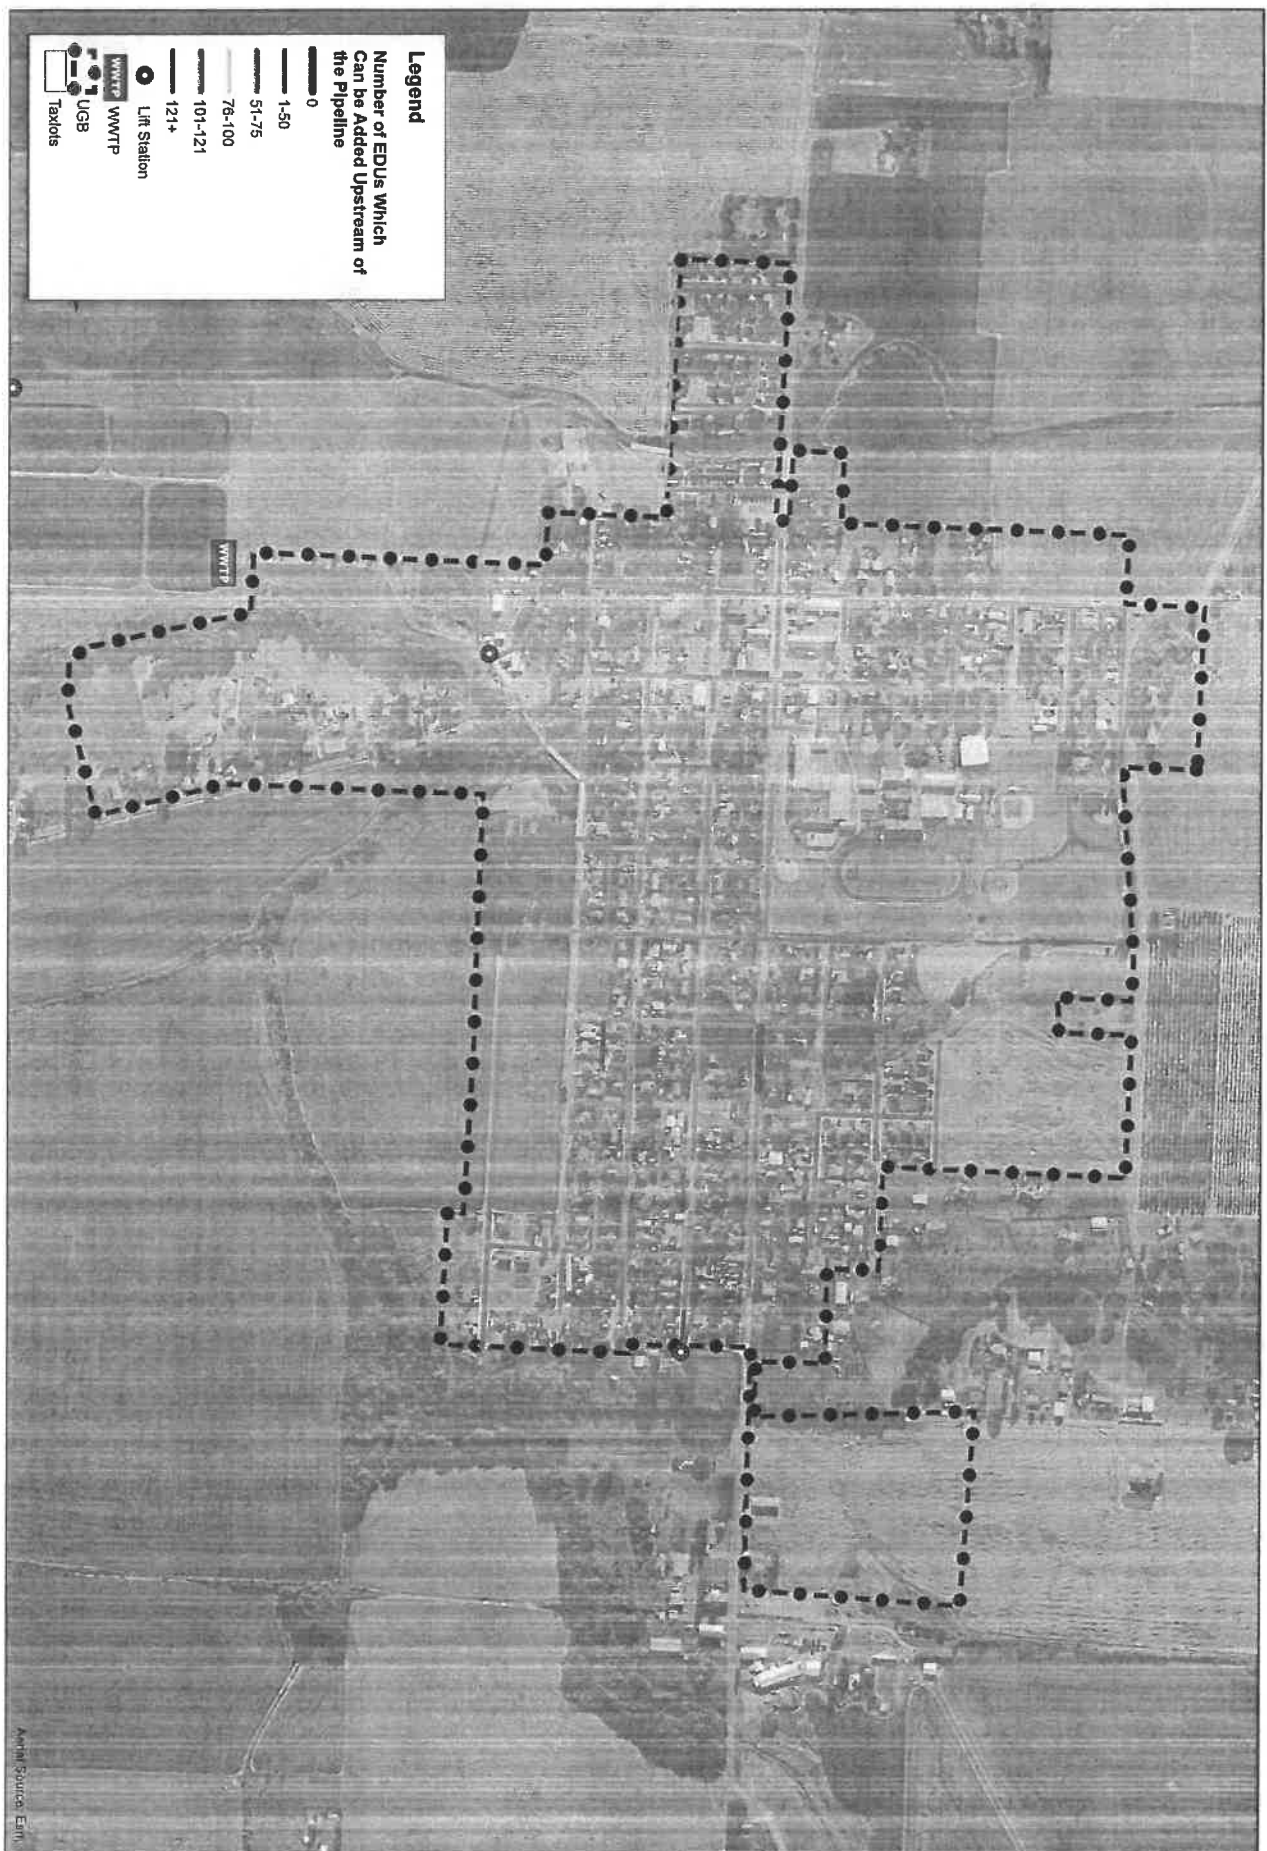 Legend
Number of EDUs Which
Can be Added Upstream of
the Pipeline
0
1-50
51-75
76-100
101-121
121+
Lift Station
WWTP WWTP
UGB
Taxlots
WWTP
Aerial Source: Esri,